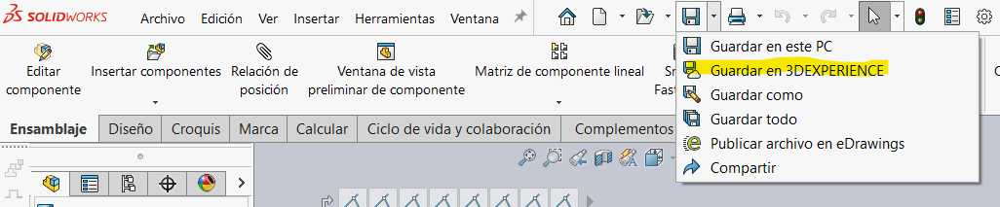 SOLIDWORKS
Archivo Edición Ver Insertar Herramientas Ventana
Guardar en este PC
Guardar en 3DEXPERIENCE
Guardar como
Guardar todo
Publicar archivo en eDrawings
Compartir
Editar
componente
Insertar componentes
Relación de
posición
Ventana de vista
preliminar de componente
Matriz de componente lineal
Sm
Fast
Ensamblaje Diseño Croquis Marca Calcular Ciclo de vida y colaboración Complementos